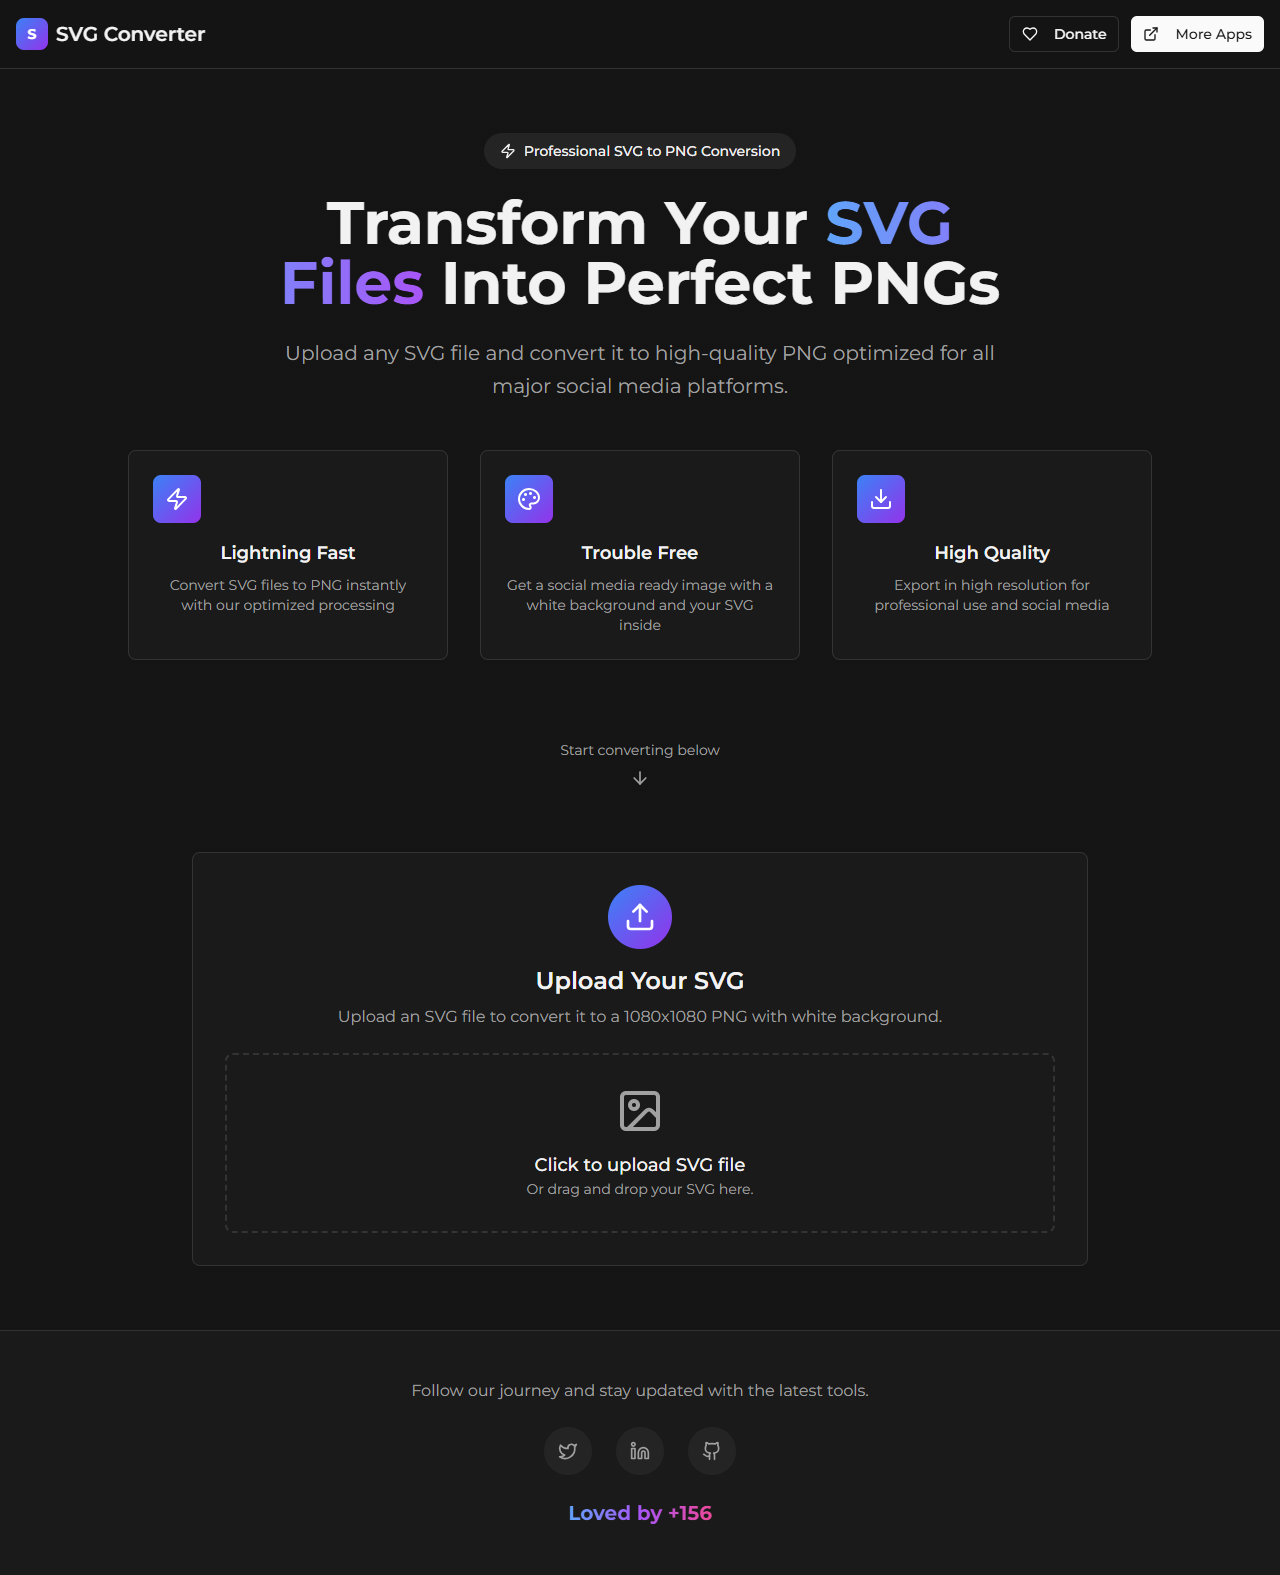 S SVG Converter
Donate
More Apps
Professional SVG to PNG Conversion
Transform Your SVG
Files Into Perfect PNGs
Upload any SVG file and convert it to high-quality PNG optimized for all
major social media platforms.
Lightning Fast
Convert SVG files to PNG instantly
with our optimized processing
Trouble Free
Get a social media ready image with a
white background and your SVG
inside
High Quality
Export in high resolution for
professional use and social media
Start converting below
Upload Your SVG
Upload an SVG file to convert it to a 1080x1080 PNG with white background.
Click to upload SVG file
Or drag and drop your SVG here.
Follow our journey and stay updated with the latest tools.
Loved by +156